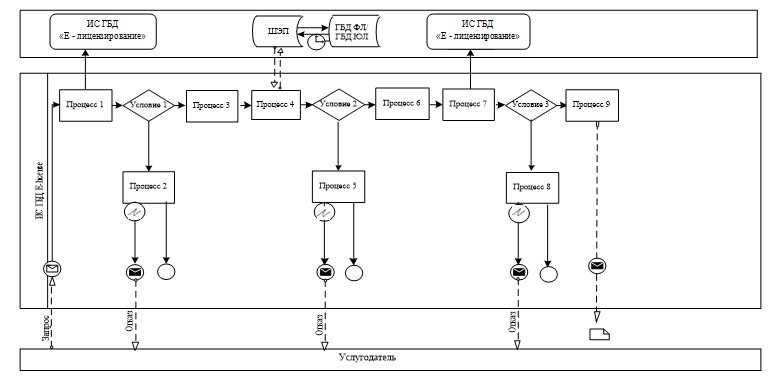 ИС ГБД
«Е - лицензирование»
ШЭП
ГБД ФЛ/
ГБД ЮЛ
ИС ГБД
«Е - лицензирование»
Процесс 1
Условие 1
Процесс 3
Процесс 4
Условие 2
Процесс 6
Процесс 7
Условие 3
Процесс 9
Процесс 2
Процесс 5
Процесс 8
ИС ГБД
Запрос
Отказ
Отказ
Отказ
Услугодатель